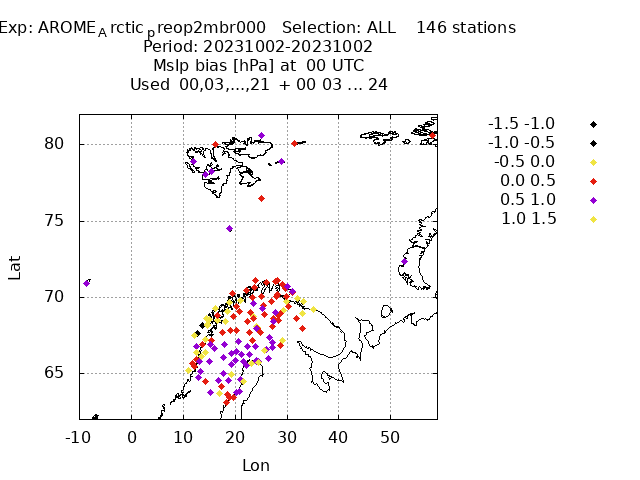 Exp: AROME_Arctic_preop2mbr000 Selection: ALL 146 stations
Period: 20231002-20231002
Mslp bias [hPa] at 00 UTC
Used 00,03,...,21 + 00 03 ... 24
-1.5 -1.0
-1.0 -0.5
-0.5 0.0
0.0 0.5
0.5 1.0
1.0 1.5
80
75
70
65
Lat
-10 0 10 20 30 40 50
Lon